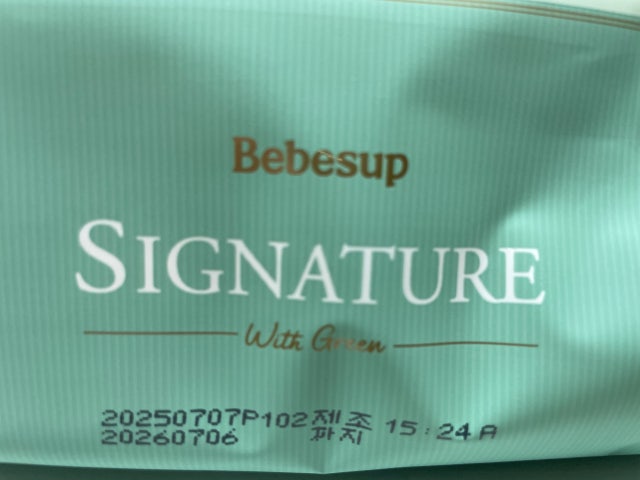 Bebesup
SIGNATURE
With Green
20250707P102제조 15:24A
20260706 까지